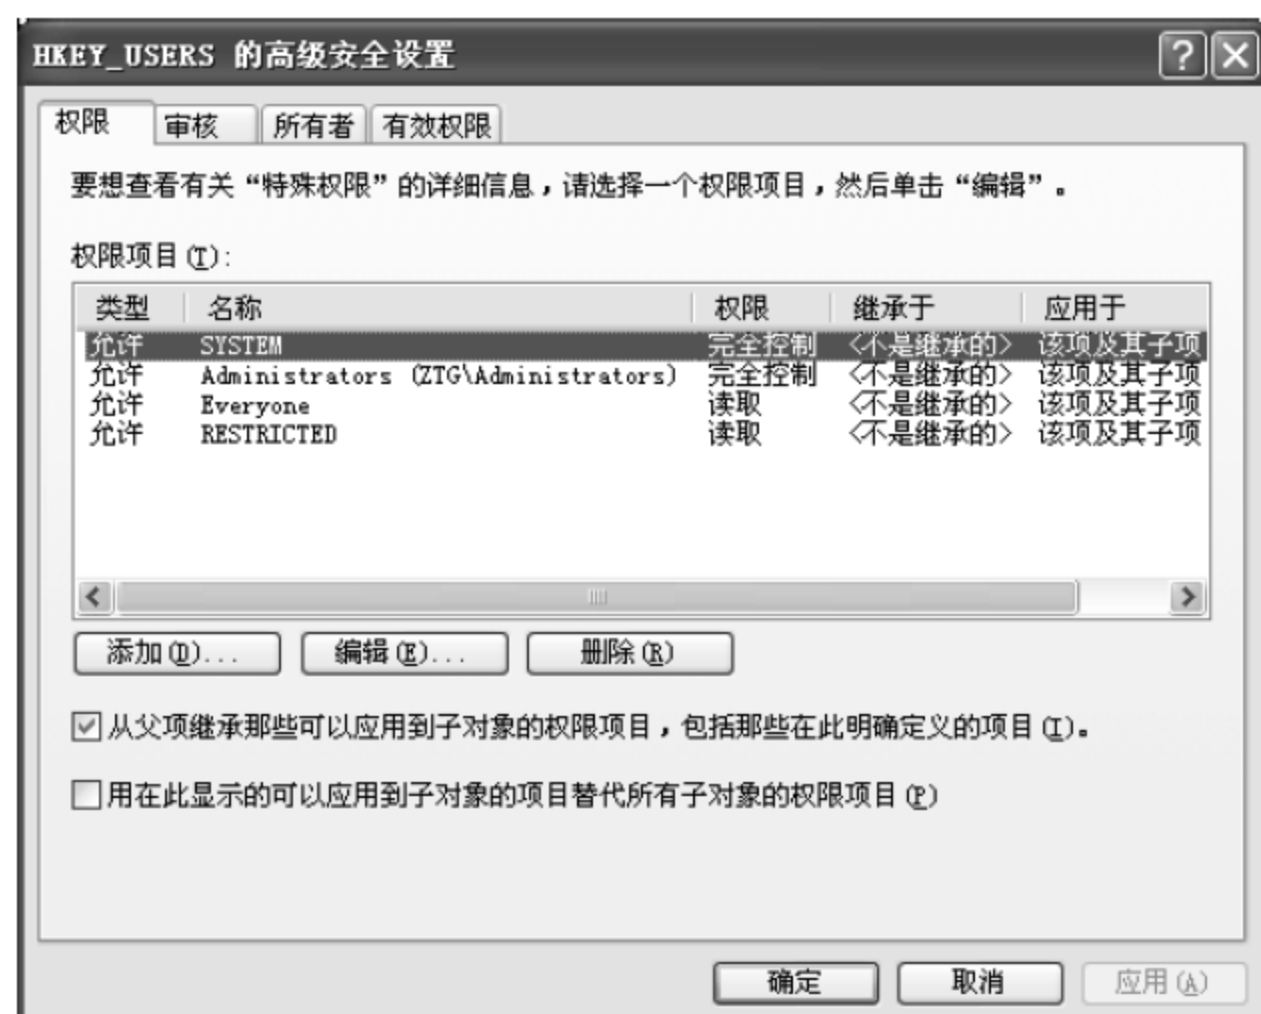 HKEY_USERS 的高级安全设置
权限 审核 所有者 有效权限
要想查看有关“特殊权限”的详细信息，请选择一个权限项目，然后单击“编辑”。
权限项目(T):
类型 名称 权限 继承于 应用于
允许 SYSTEM 完全控制 <不是继承的> 该项及其子项
允许 Administrators (ZTG\Administrators) 完全控制 <不是继承的> 该项及其子项
允许 Everyone 读取 <不是继承的> 该项及其子项
允许 RESTRICTED 读取 <不是继承的> 该项及其子项
添加(D)... 编辑(E)... 删除(R)
从父项继承那些可以应用到子对象的权限项目，包括那些在此明确定义的项目(I)。
用在此显示的可以应用到子对象的项目替代所有子对象的权限项目(P)
确定 取消 应用(A)